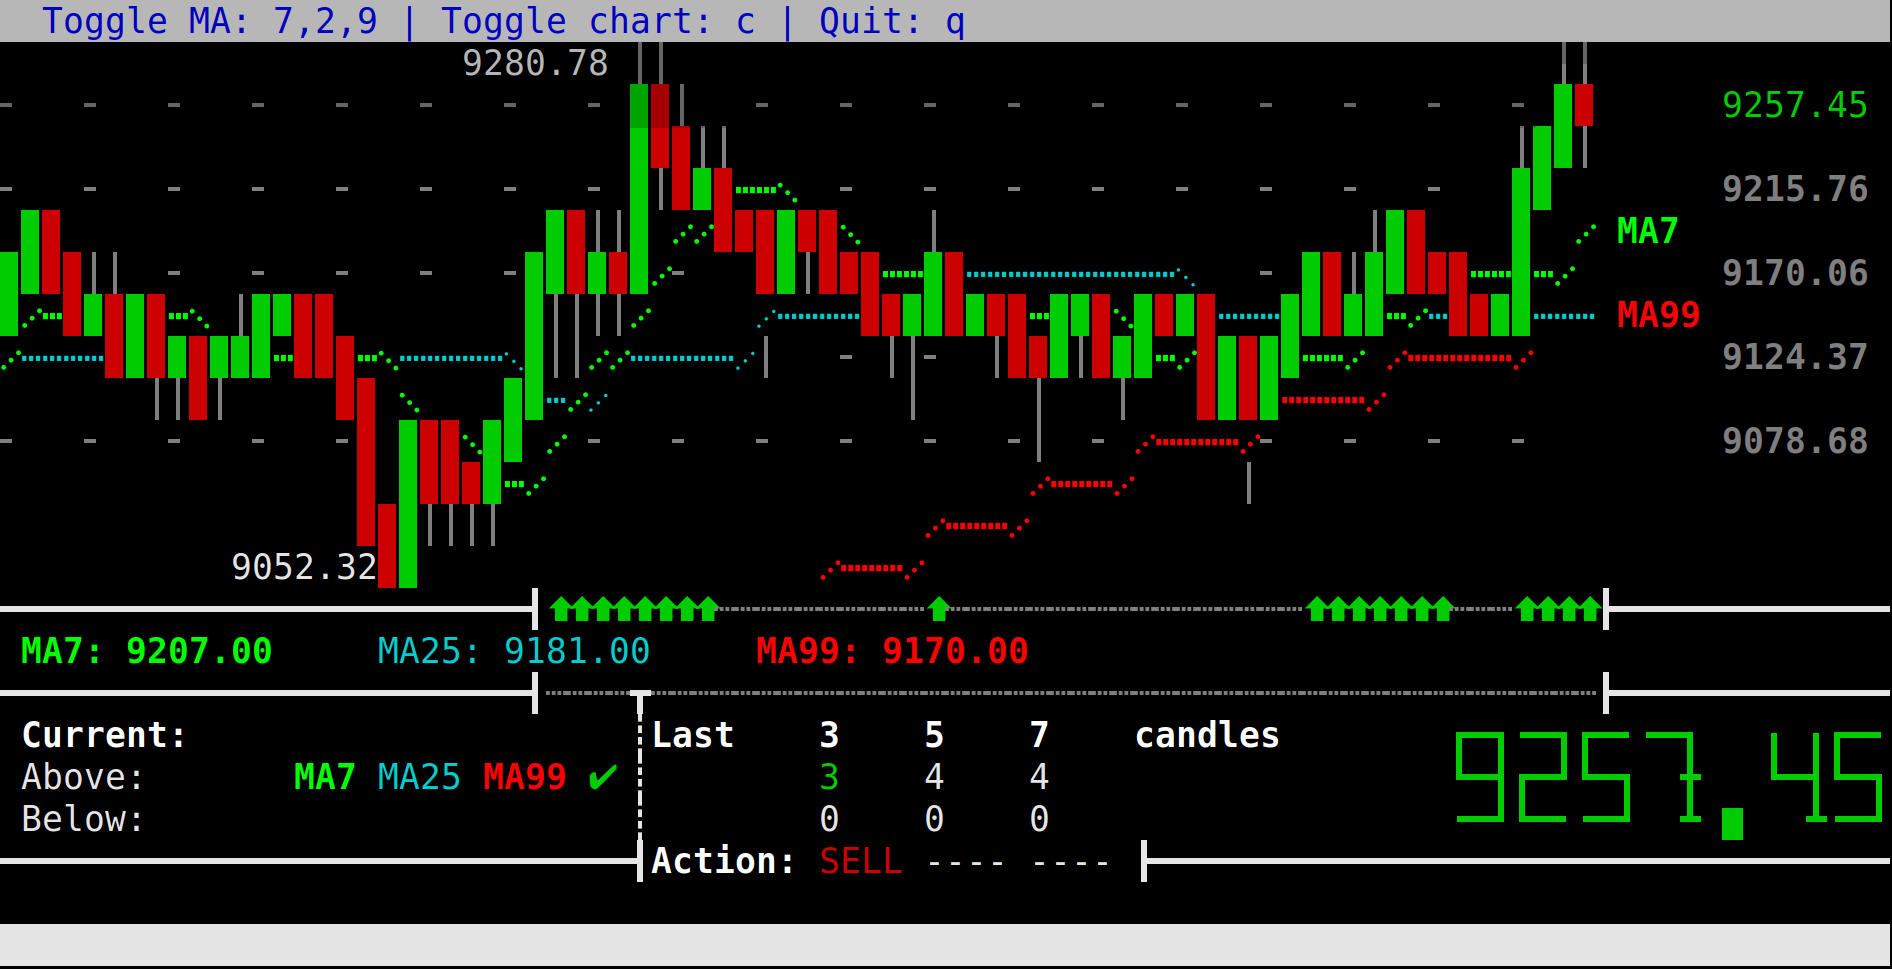 Toggle MA: 7,2,9 | Toggle chart: c | Quit: q
9280.78
9257.45
9215.76
MA7
9170.06
MA99
9124.37
9078.68
9052.32
MA7: 9207.00 MA25: 9181.00 MA99: 9170.00
Current:
Above: MA7 MA25 MA99 ✔
Below:
Last 3 5 7 candles
3 4 4
0 0 0
Action: SELL ---- ----
9257.45